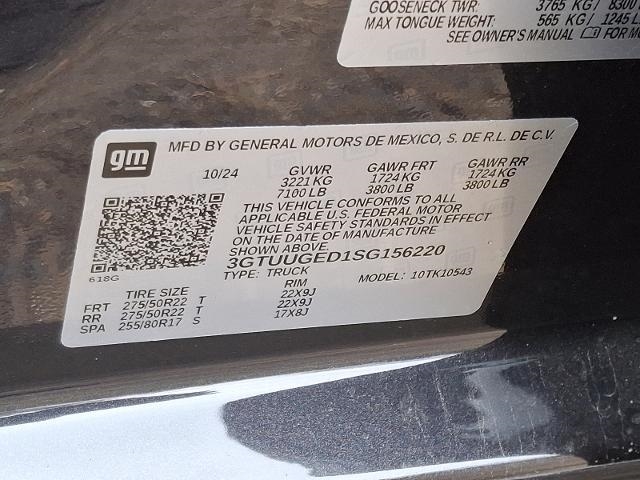 GOOSENECK TWR: 3765 KG / 8300
MAX TONGUE WEIGHT: 565 KG / 1245 L
SEE OWNER'S MANUAL FOR MO
gm
MFD BY GENERAL MOTORS DE MEXICO, S. DE R.L. DE C.V.
10/24 GVWR GAWR FRT GAWR RR
3221 KG 1724 KG 1724 KG
7100 LB 3800 LB 3800 LB
THIS VEHICLE CONFORMS TO ALL
APPLICABLE U.S. FEDERAL MOTOR
VEHICLE SAFETY STANDARDS IN EFFECT
ON THE DATE OF MANUFACTURE
SHOWN ABOVE.
3GTUUGED1SG156220
618G
TYPE: TRUCK MODEL: 10TK10543
TIRE SIZE RIM
FRT 275/50R22 T 22X9J
RR 275/50R22 T 22X9J
SPA 255/80R17 S 17X8J